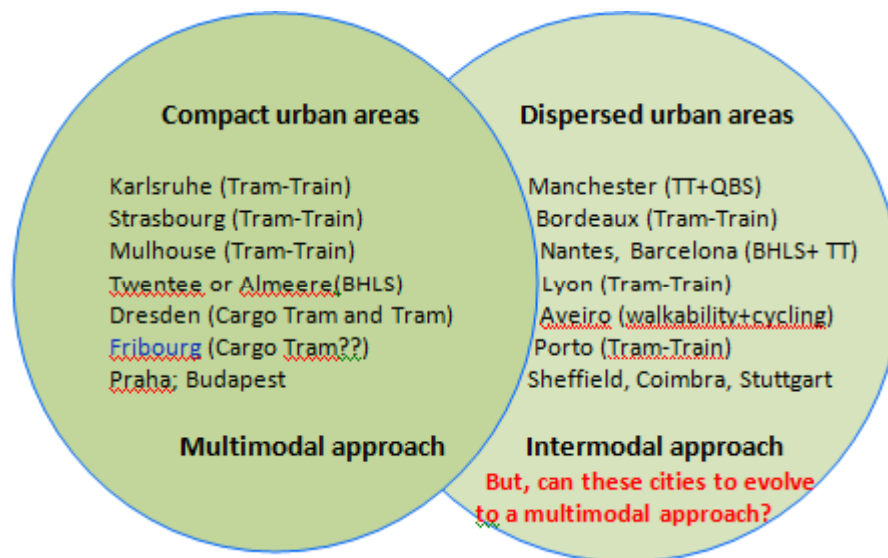 Compact urban areas
Karlsruhe (Tram-Train)
Strasbourg (Tram-Train)
Mulhouse (Tram-Train)
Twentee or Almeere(BHLS)
Dresden (Cargo Tram and Tram)
Fribourg (Cargo Tram??)
Praha; Budapest
Multimodal approach
Dispersed urban areas
Manchester (TT+QBS)
Bordeaux (Tram-Train)
Nantes, Barcelona (BHLS+ TT)
Lyon (Tram-Train)
Aveiro (walkability+cycling)
Porto (Tram-Train)
Sheffield, Coimbra, Stuttgart
Intermodal approach
But, can these cities to evolve
to a multimodal approach?